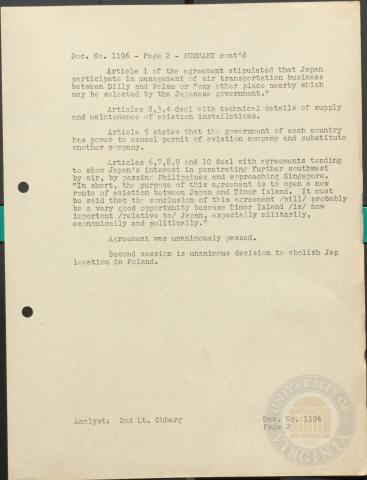 Doc. No. 1196 - Page 2 - SUMMARY cont'd
Article 1 of the agreement stipulated that Japan
participate in management of air transportation business
between Dilly and Palau or "any other place nearby which
may be selected by the Japanese government."
Articles 2,3,4 deal with technical details of supply
and maintenance of aviation installations.
Article 5 states that the government of each country
has power to cancel permit of aviation company and substitute
another company.
Articles 6,7,8,9 and 10 deal with agreements tending
to show Japan's interest in penetrating further southwest
by air, by passing Philippines and approaching Singapore.
"In short, the purpose of this agreement is to open a new
route of aviation between Japan and Timor Island. It must
be said that the conclusion of this agreement /will/ probably
be a very good opportunity because Timor Island /is/ now
important /relative to/ Japan, especially militarily,
economically and politically."
Agreement was unanimously passed.
Second session is unanimous decision to abolish Jap
legation in Poland.
Analyst: 2nd Lt. Ohberg
Doc. No. 1196
Page 2
UNIVERSITY OF
VIRGINIA